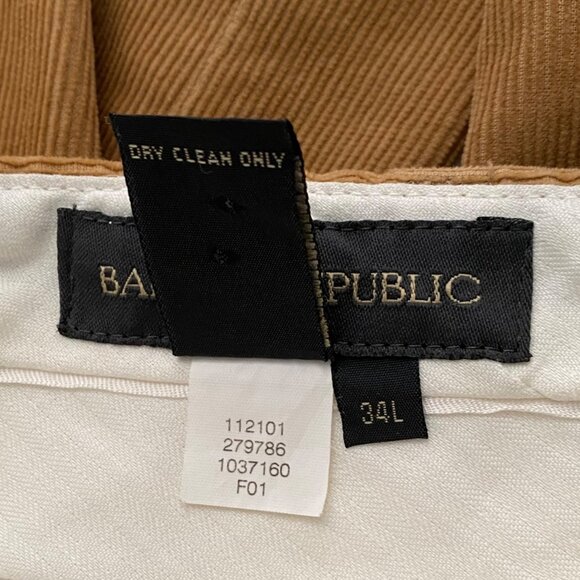 DRY CLEAN ONLY
BA PUBLIC
34L
112101
279786
1037160
F01